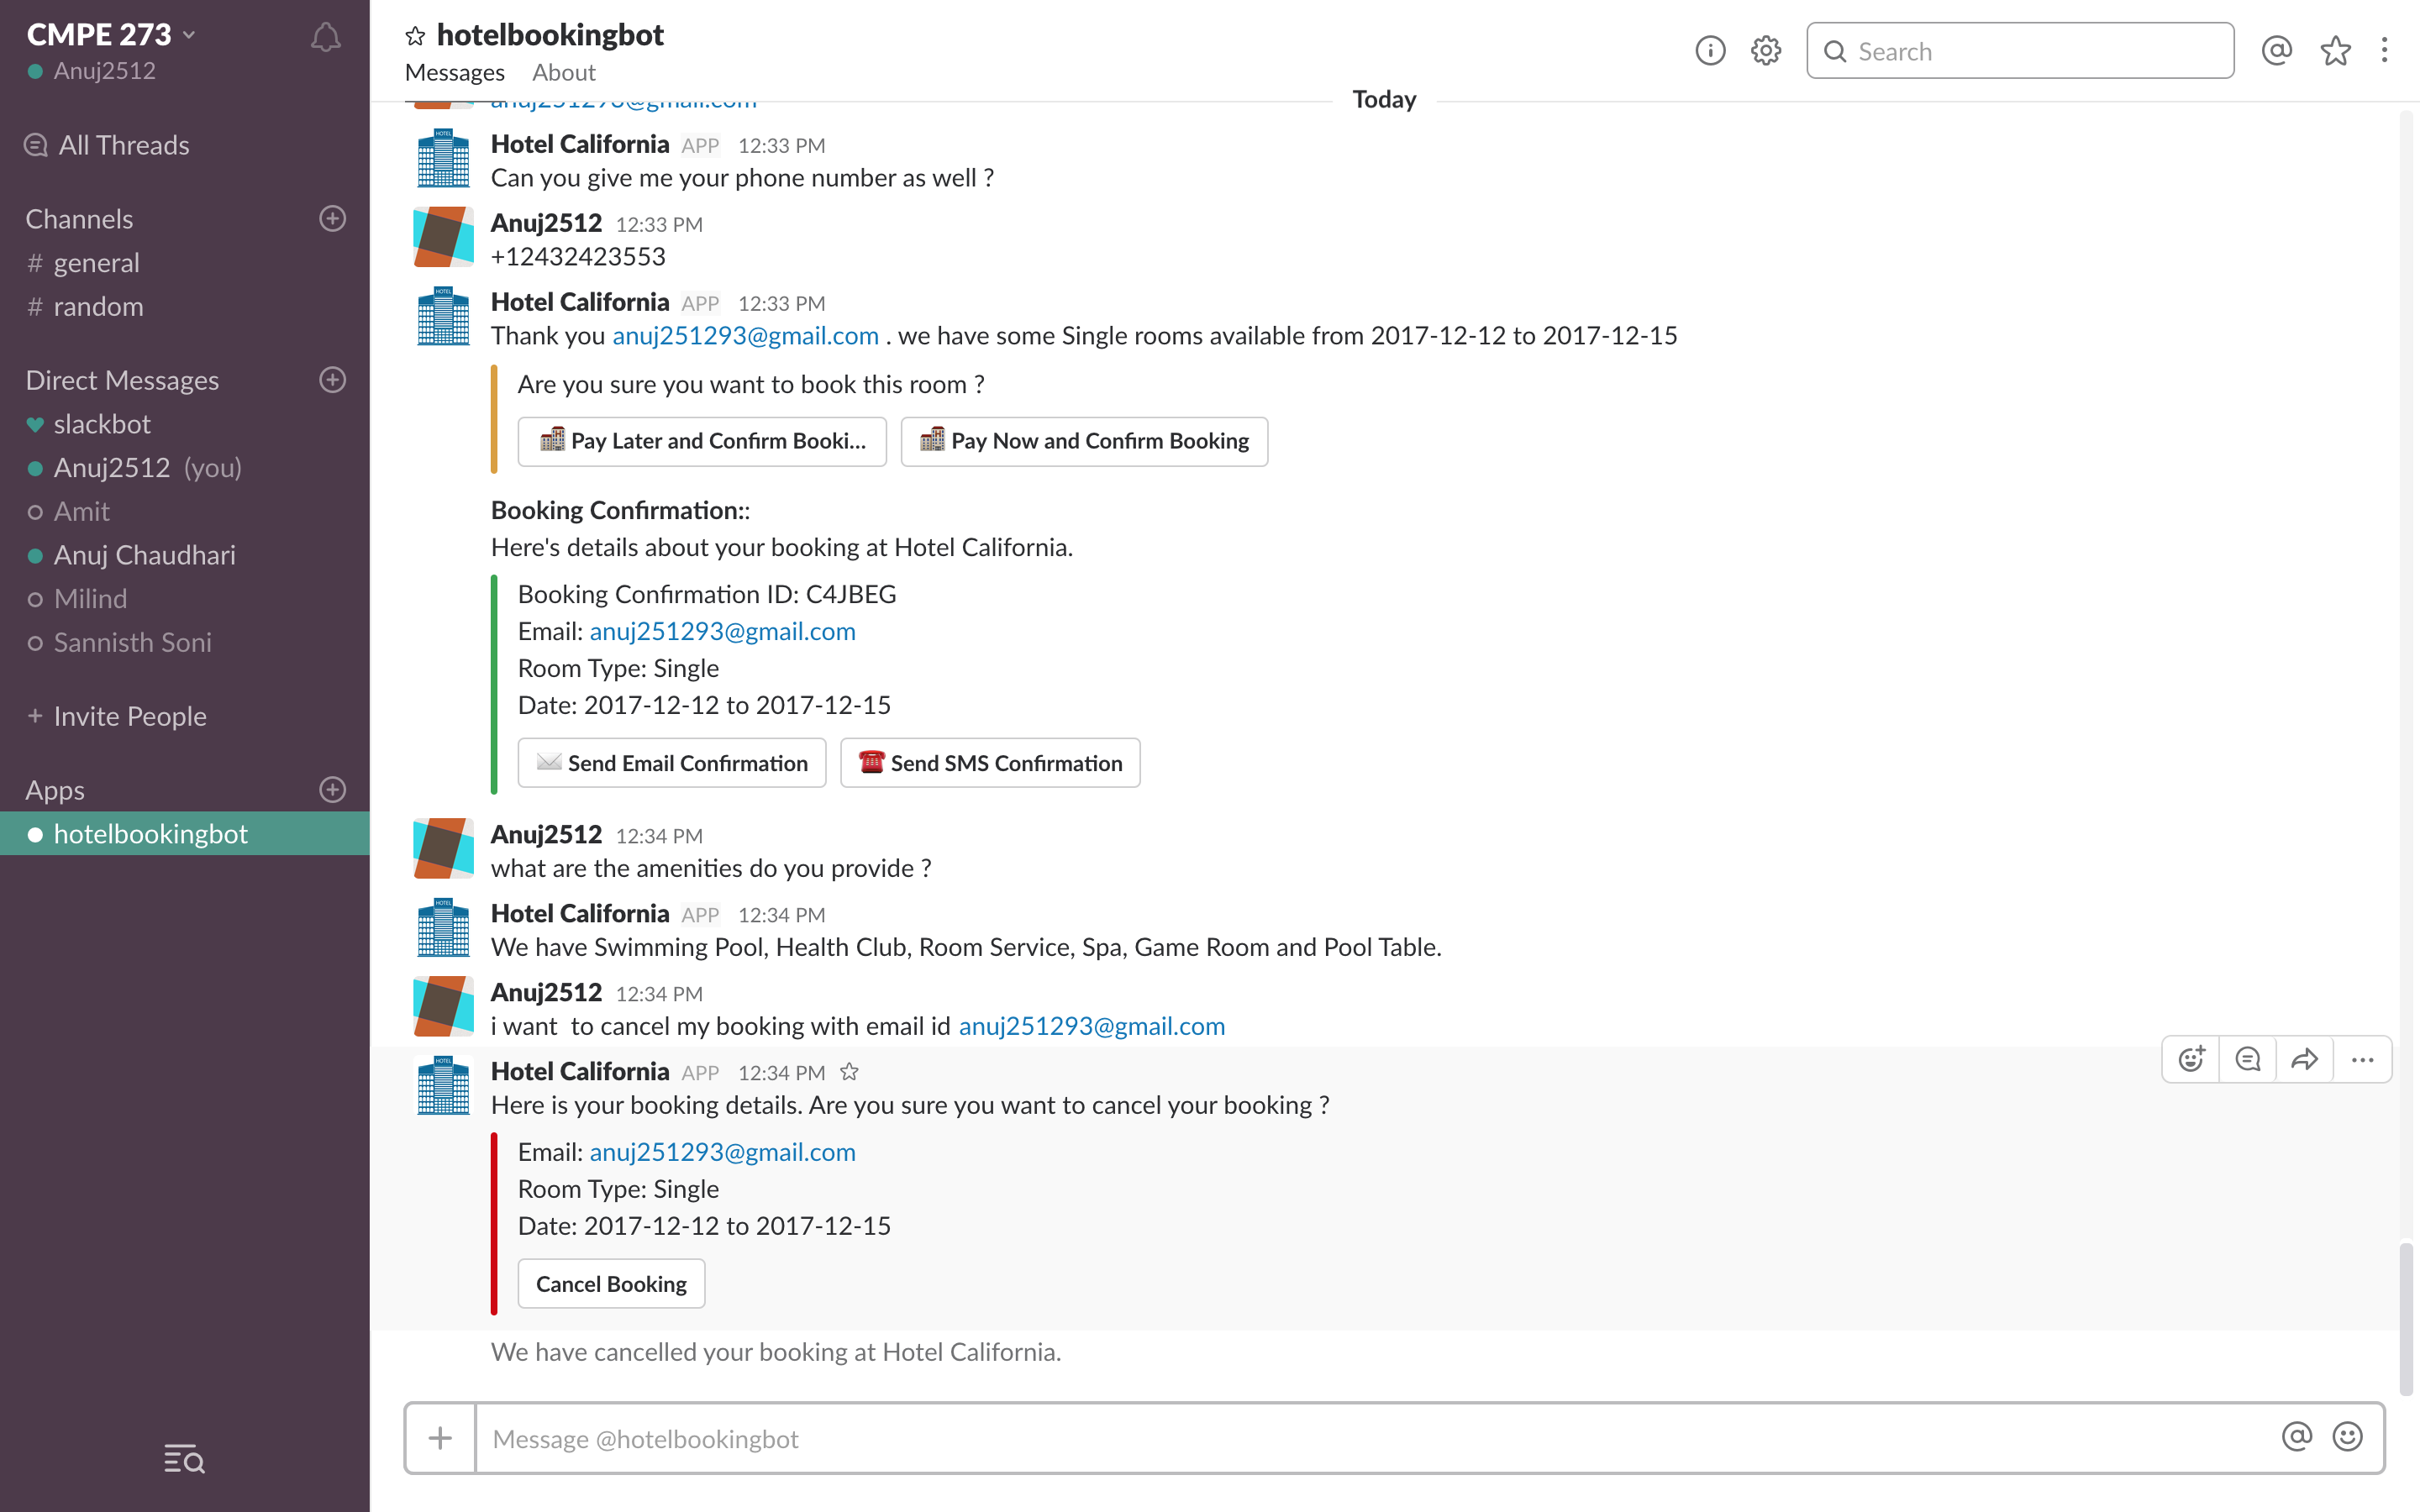 CMPE 273
Anuj2512
All Threads
Channels
# general
# random
Direct Messages
slackbot
Anuj2512 (you)
Amit
Anuj Chaudhari
Milind
Sannisth Soni
+ Invite People
Apps
hotelbookingbot
hotelbookingbot
Messages About
Search
Today
anuj251293@gmail.com
HOTEL
Hotel California APP 12:33 PM
Can you give me your phone number as well ?
Anuj2512 12:33 PM
+12432423553
HOTEL
Hotel California APP 12:33 PM
Thank you anuj251293@gmail.com . we have some Single rooms available from 2017-12-12 to 2017-12-15
Are you sure you want to book this room ?
Pay Later and Confirm Booki... Pay Now and Confirm Booking
Booking Confirmation::
Here's details about your booking at Hotel California.
Booking Confirmation ID: C4JBEG
Email: anuj251293@gmail.com
Room Type: Single
Date: 2017-12-12 to 2017-12-15
Send Email Confirmation Send SMS Confirmation
Anuj2512 12:34 PM
what are the amenities do you provide ?
HOTEL
Hotel California APP 12:34 PM
We have Swimming Pool, Health Club, Room Service, Spa, Game Room and Pool Table.
Anuj2512 12:34 PM
i want  to cancel my booking with email id anuj251293@gmail.com
HOTEL
Hotel California APP 12:34 PM
Here is your booking details. Are you sure you want to cancel your booking ?
Email: anuj251293@gmail.com
Room Type: Single
Date: 2017-12-12 to 2017-12-15
Cancel Booking
We have cancelled your booking at Hotel California.
Message @hotelbookingbot